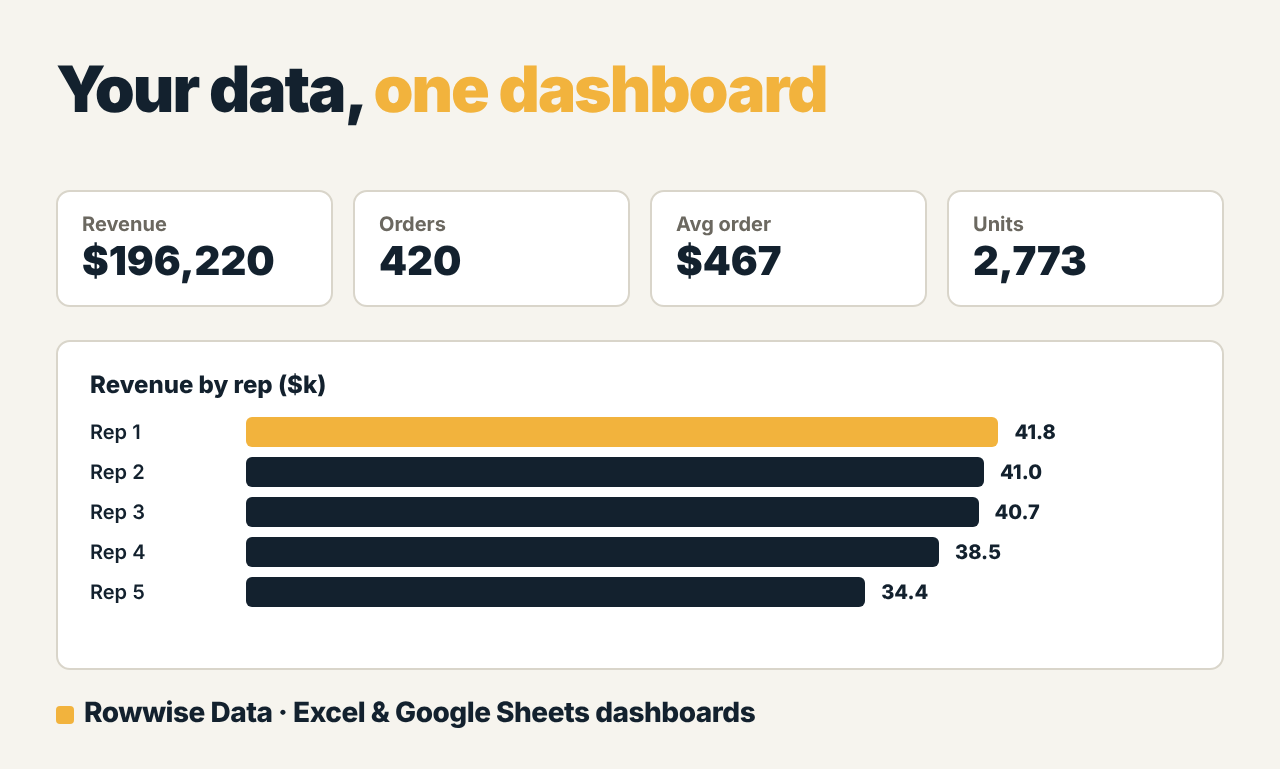 Your data, one dashboard
Revenue
$196,220
Orders
420
Avg order
$467
Units
2,773
Revenue by rep ($k)
Rep 1 41.8
Rep 2 41.0
Rep 3 40.7
Rep 4 38.5
Rep 5 34.4
Rowwise Data · Excel & Google Sheets dashboards